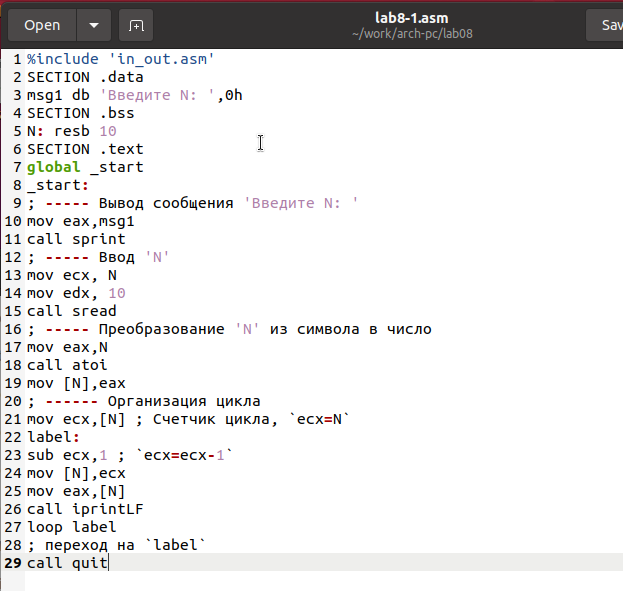 Open
lab8-1.asm
~/work/arch-pc/lab08
1 %include 'in_out.asm'
2 SECTION .data
3 msg1 db 'Введите N: ',0h
4 SECTION .bss
5 N: resb 10
6 SECTION .text
7 global _start
8 _start:
9 ; ----- Вывод сообщения 'Введите N: '
10 mov eax,msg1
11 call sprint
12 ; ----- Ввод 'N'
13 mov ecx, N
14 mov edx, 10
15 call sread
16 ; ----- Преобразование 'N' из символа в число
17 mov eax,N
18 call atoi
19 mov [N],eax
20 ; ------ Организация цикла
21 mov ecx,[N] ; Счетчик цикла, `ecx=N`
22 label:
23 sub ecx,1 ; `ecx=ecx-1`
24 mov [N],ecx
25 mov eax,[N]
26 call iprintLF
27 loop label
28 ; переход на `label`
29 call quit